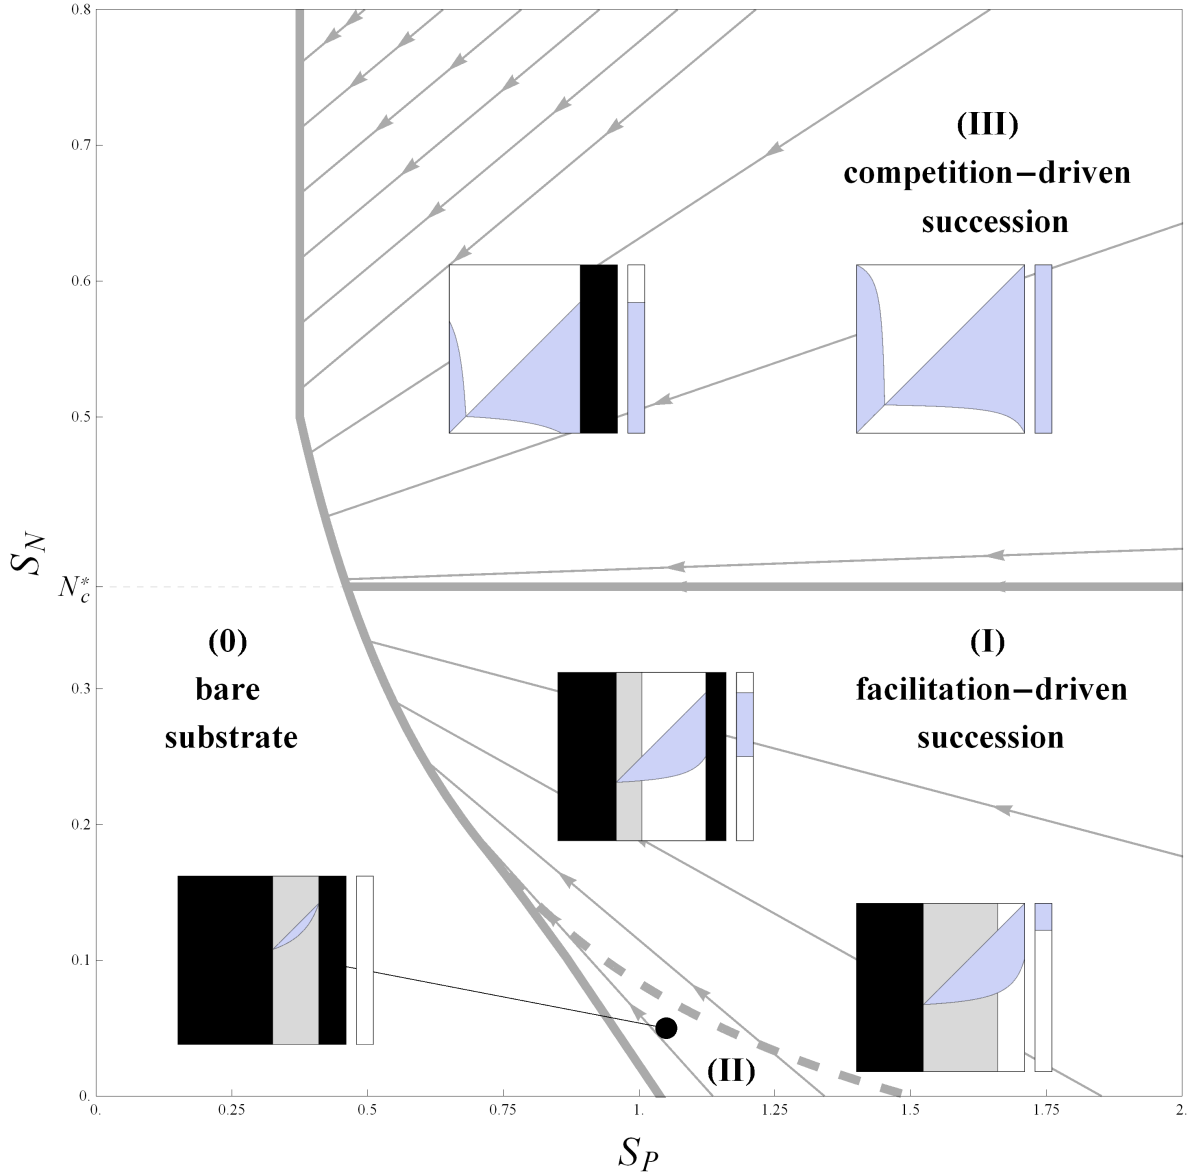 0.8
(III)
0.7
competition−driven
succession
0.6
0.5
S_N
N_c^*
(0)
(I)
bare
0.3
facilitation−driven
substrate
succession
0.2
0.1
(II)
0.
0.
0.25
0.5
0.75
1.
1.25
1.5
1.75
2.
S_P